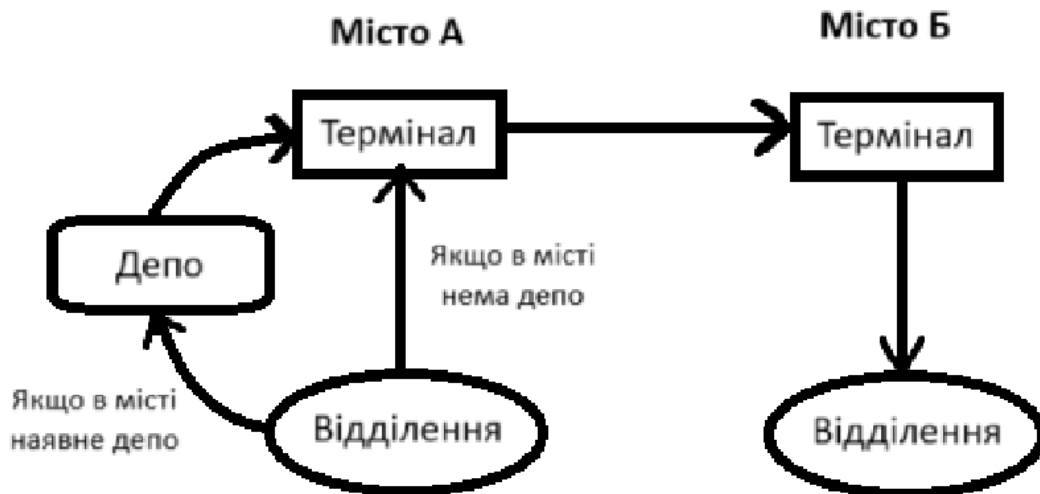 Місто А
Місто Б
Термінал
Термінал
Депо
Якщо в місті
нема депо
Якщо в місті
наявне депо
Відділення
Відділення